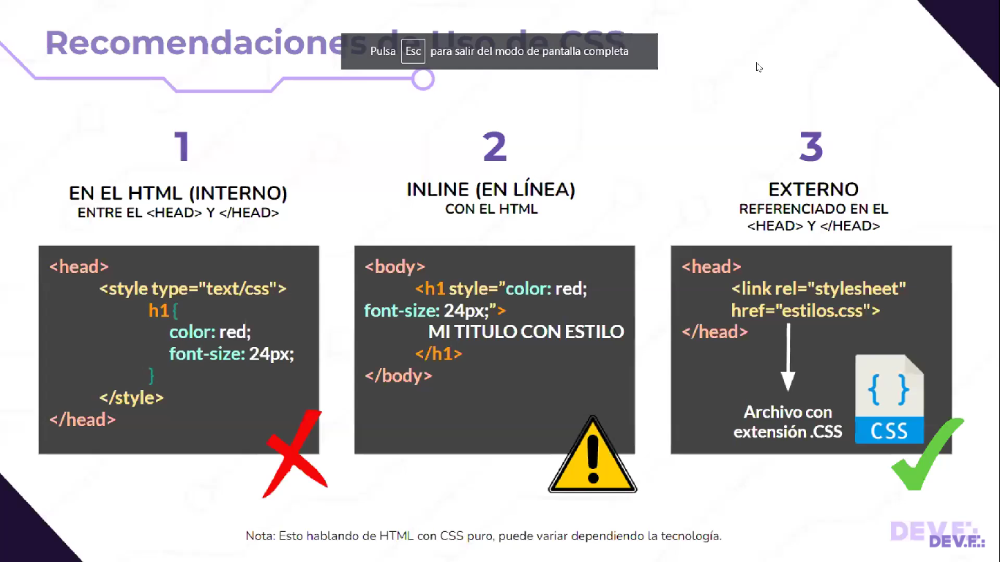 Recomendaciones de Uso de CSS
Pulsa Esc para salir del modo de pantalla completa
1
EN EL HTML (INTERNO)
ENTRE EL <HEAD> Y </HEAD>
<head>
<style type="text/css">
h1{
color: red;
font-size: 24px;
}
</style>
</head>
2
INLINE (EN LÍNEA)
CON EL HTML
<body>
<h1 style=”color: red;
font-size: 24px;”>
MI TITULO CON ESTILO
</h1>
</body>
3
EXTERNO
REFERENCIADO EN EL
<HEAD> Y </HEAD>
<head>
<link rel="stylesheet"
href="estilos.css">
</head>
Archivo con
extensión .CSS
{ }
CSS
Nota: Esto hablando de HTML con CSS puro, puede variar dependiendo la tecnología.
DEV.F.:
DEV.F.: